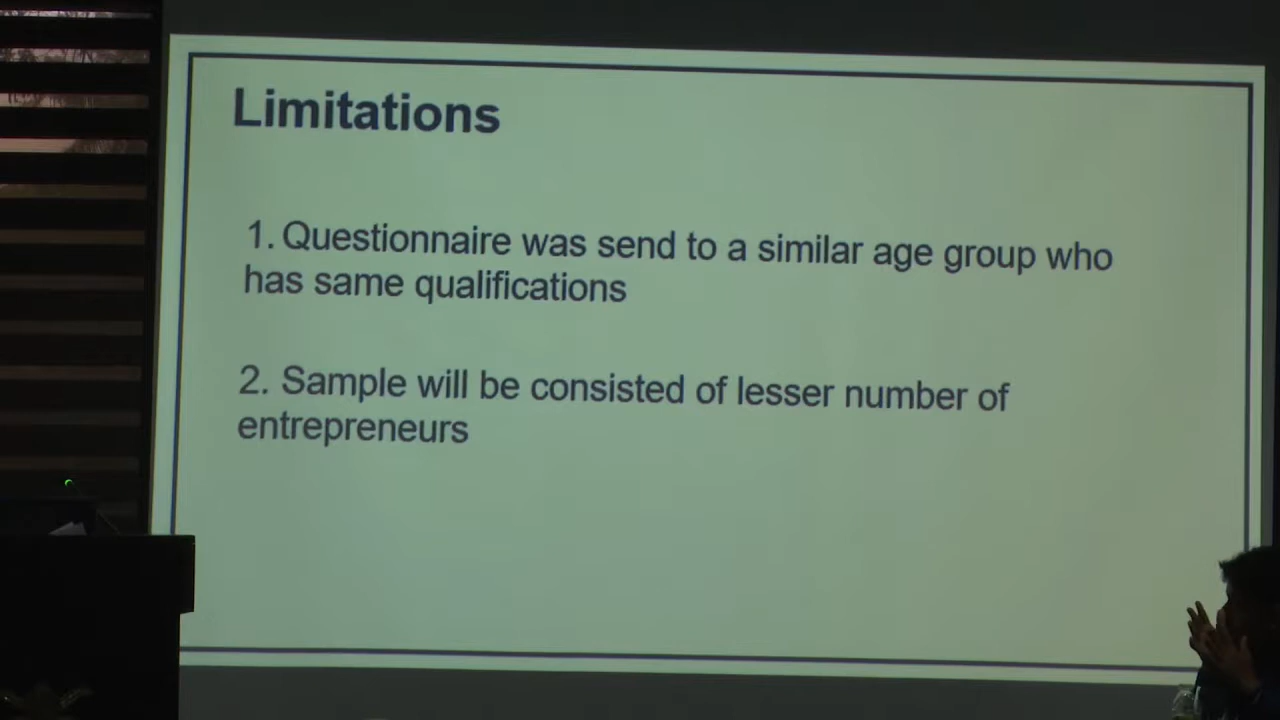 Limitations
1. Questionnaire was send to a similar age group who
has same qualifications
2. Sample will be consisted of lesser number of
entrepreneurs